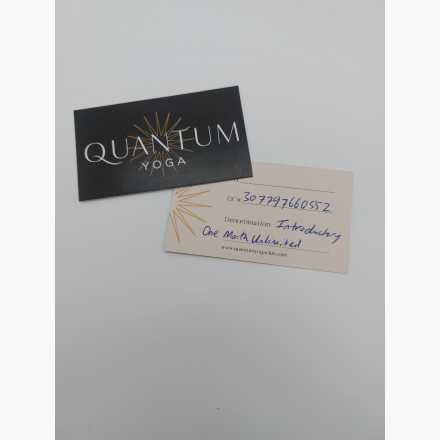 QUANTUM
YOGA
GC # 307797660552
Denomination Introductory
One Month Unlimited